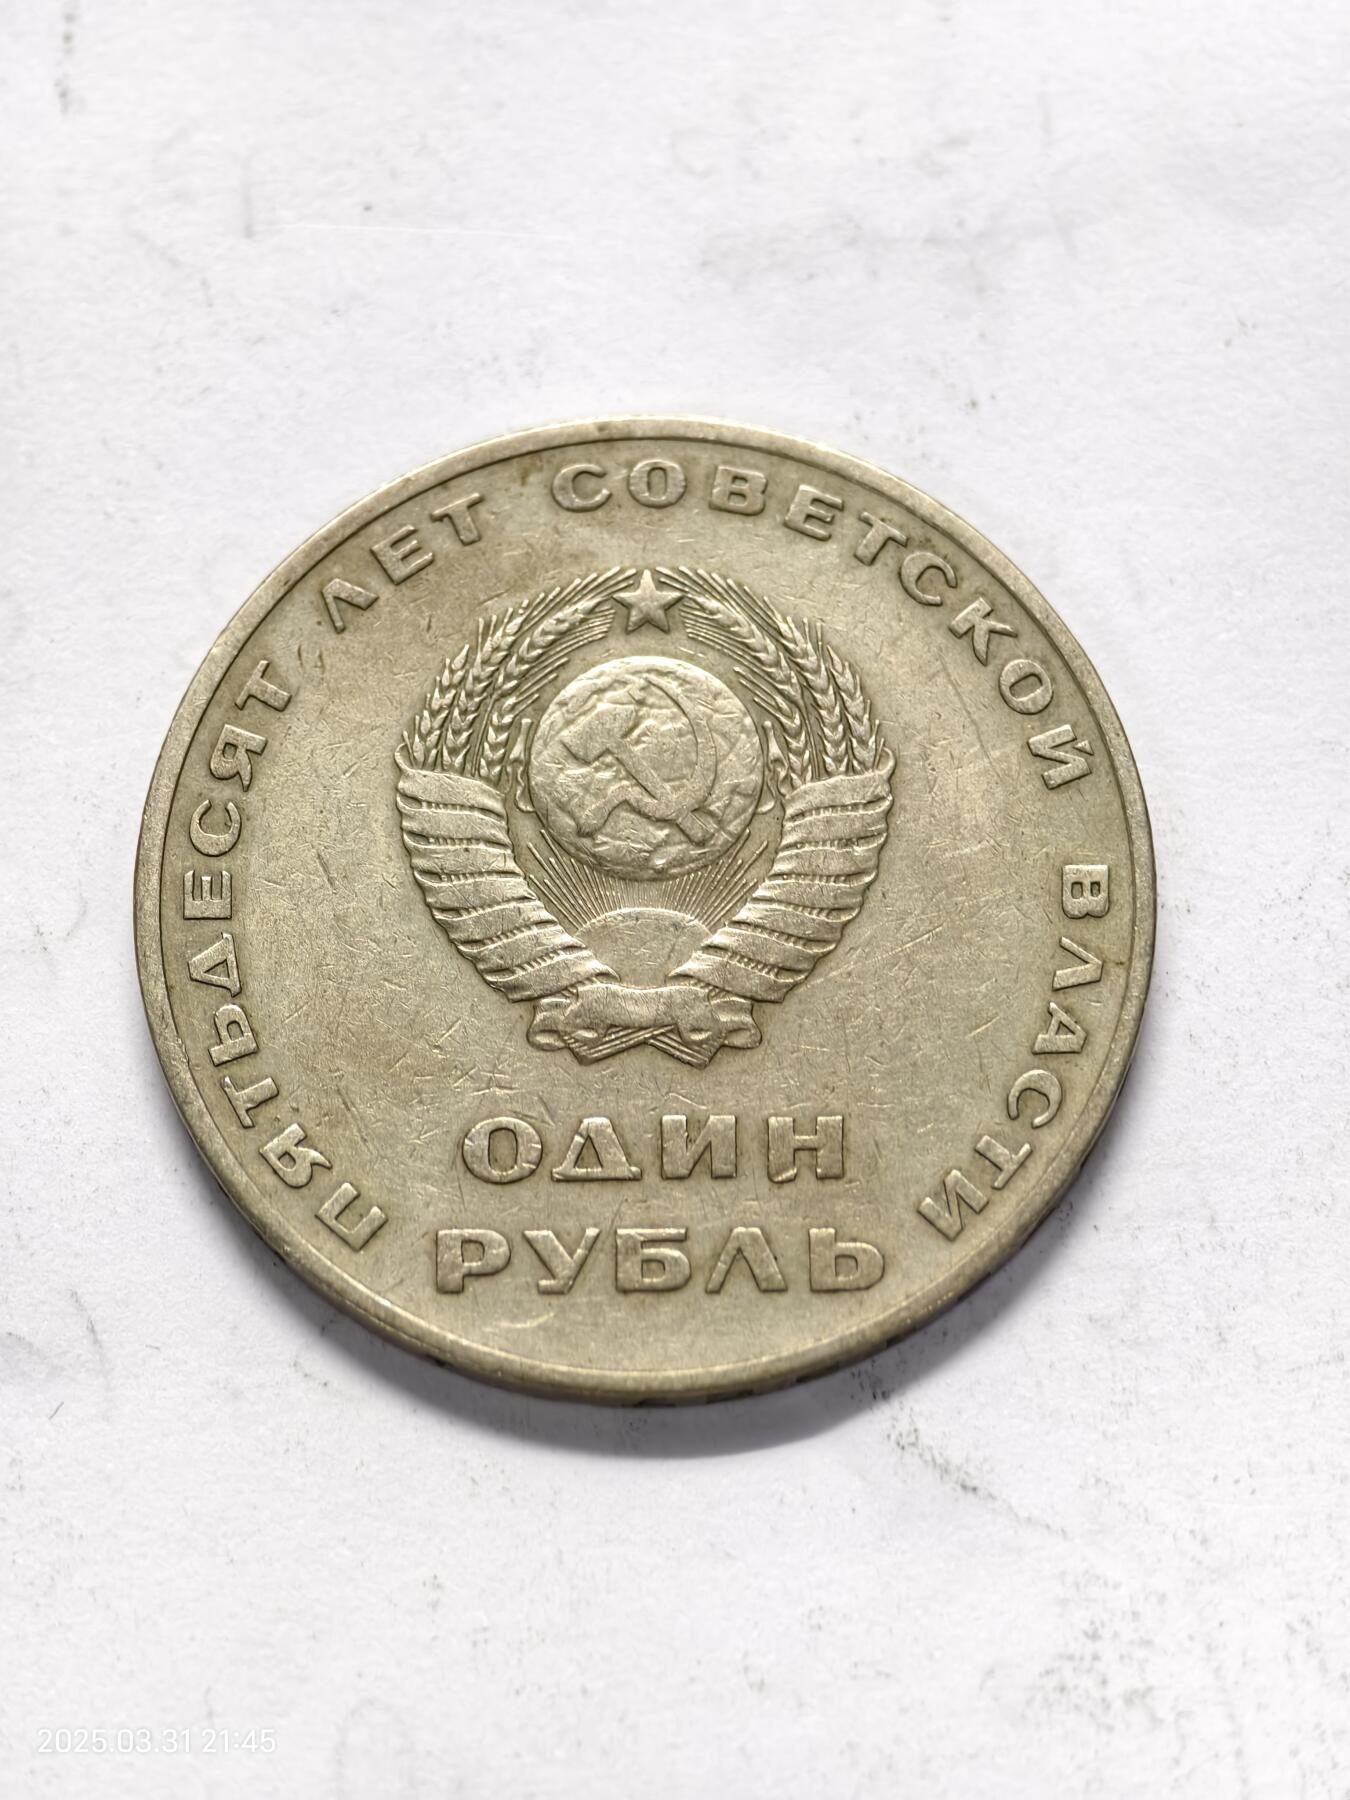 ПЯТЬДЕСЯТ ЛЕТ СОВЕТСКОЙ ВЛАСТИ
ОДИН
РУБЛЬ
2025.03.31 21:45